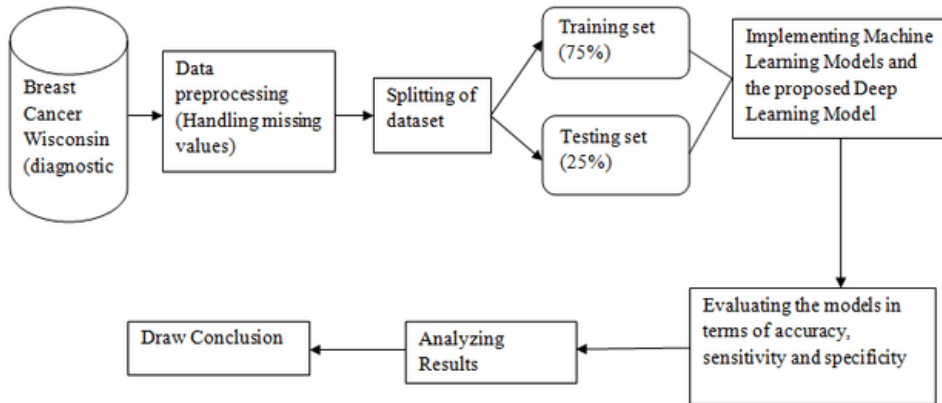 Breast
Cancer
Wisconsin
(diagnostic
Data
preprocessing
(Handling missing
values)
Splitting of
dataset
Training set
(75%)
Testing set
(25%)
Implementing Machine
Learning Models and
the proposed Deep
Learning Model
Evaluating the models in
terms of accuracy,
sensitivity and specificity
Analyzing
Results
Draw Conclusion